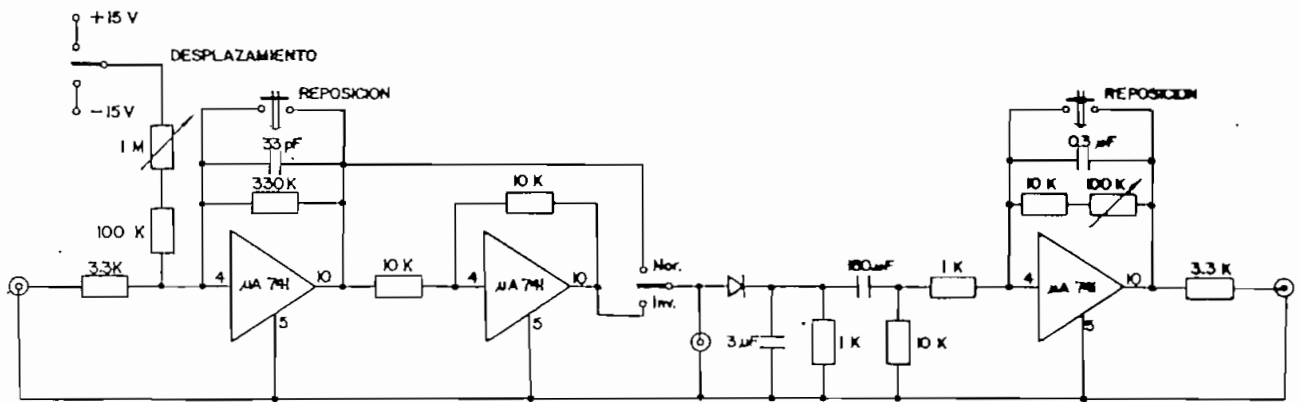 +15 V
DESPLAZAMIENTO
-15 V
1 M
100 K
3.3K
REPOSICION
33 pF
330 K
4
μA 741
10
5
10 K
10 K
4
μA 741
10
5
Nor.
Inv.
3 μF
1 K
10 K
1 K
REPOSICION
0.3 μF
10 K
100 K
4
10
5
3.3 K